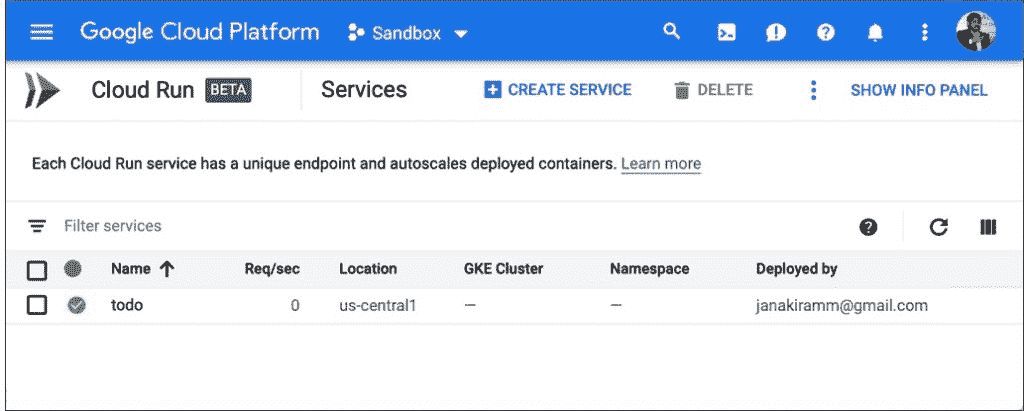 Google Cloud Platform Sandbox
Cloud Run BETA Services CREATE SERVICE DELETE SHOW INFO PANEL
Each Cloud Run service has a unique endpoint and autoscales deployed containers. Learn more
Filter services
Name Req/sec Location GKE Cluster Namespace Deployed by
todo 0 us-central1 — — janakiramm@gmail.com